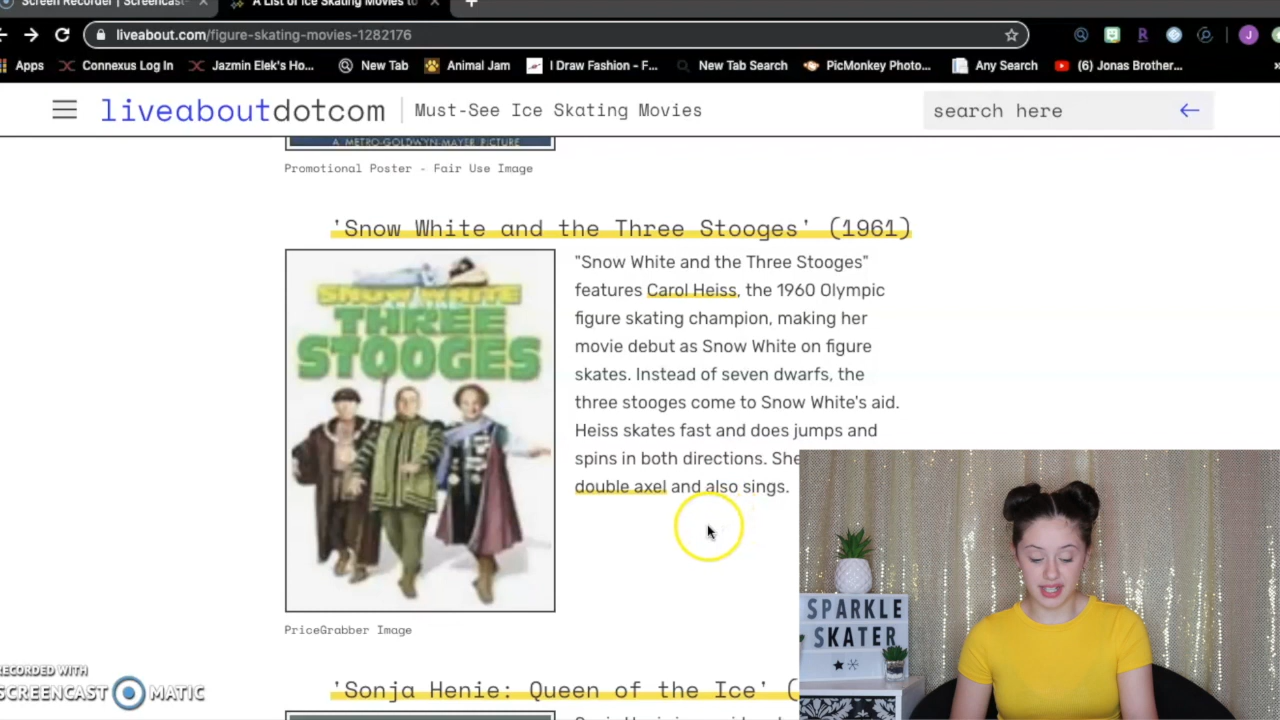 Screen Recorder | Screencast- × A List of Ice Skating Movies to × +
liveabout.com/figure-skating-movies-1282176
Apps Connexus Log In Jazmin Elek's Ho... New Tab Animal Jam I Draw Fashion - F... New Tab Search PicMonkey Photo... Any Search (6) Jonas Brother... »
liveaboutdotcom Must-See Ice Skating Movies search here
A METRO-GOLDWYN-MAYER PICTURE
Promotional Poster - Fair Use Image
'Snow White and the Three Stooges' (1961)
"Snow White and the Three Stooges"
features Carol Heiss, the 1960 Olympic
figure skating champion, making her
movie debut as Snow White on figure
skates. Instead of seven dwarfs, the
three stooges come to Snow White's aid.
Heiss skates fast and does jumps and
spins in both directions. She
double axel and also sings.
SNOW WHITE
AND THE
THREE
STOOGES
PriceGrabber Image
SPARKLE
SKATER
RECORDED WITH
SCREENCAST MATIC
'Sonja Henie: Queen of the Ice' (